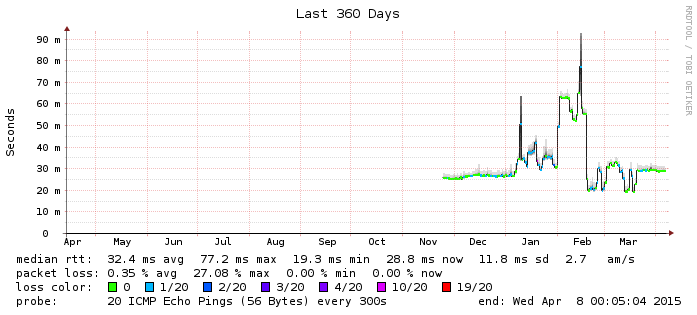 Last 360 Days
RRDTOOL / TOBI OETIKER
Seconds
90 m
80 m
70 m
60 m
50 m
40 m
30 m
20 m
10 m
0
Apr May Jun Jul Aug Sep Oct Nov Dec Jan Feb Mar
median rtt: 32.4 ms avg 77.2 ms max 19.3 ms min 28.8 ms now 11.8 ms sd 2.7 am/s
packet loss: 0.35 % avg 27.08 % max 0.00 % min 0.00 % now
loss color: 0 1/20 2/20 3/20 4/20 10/20 19/20
probe: 20 ICMP Echo Pings (56 Bytes) every 300s end: Wed Apr 8 00:05:04 2015